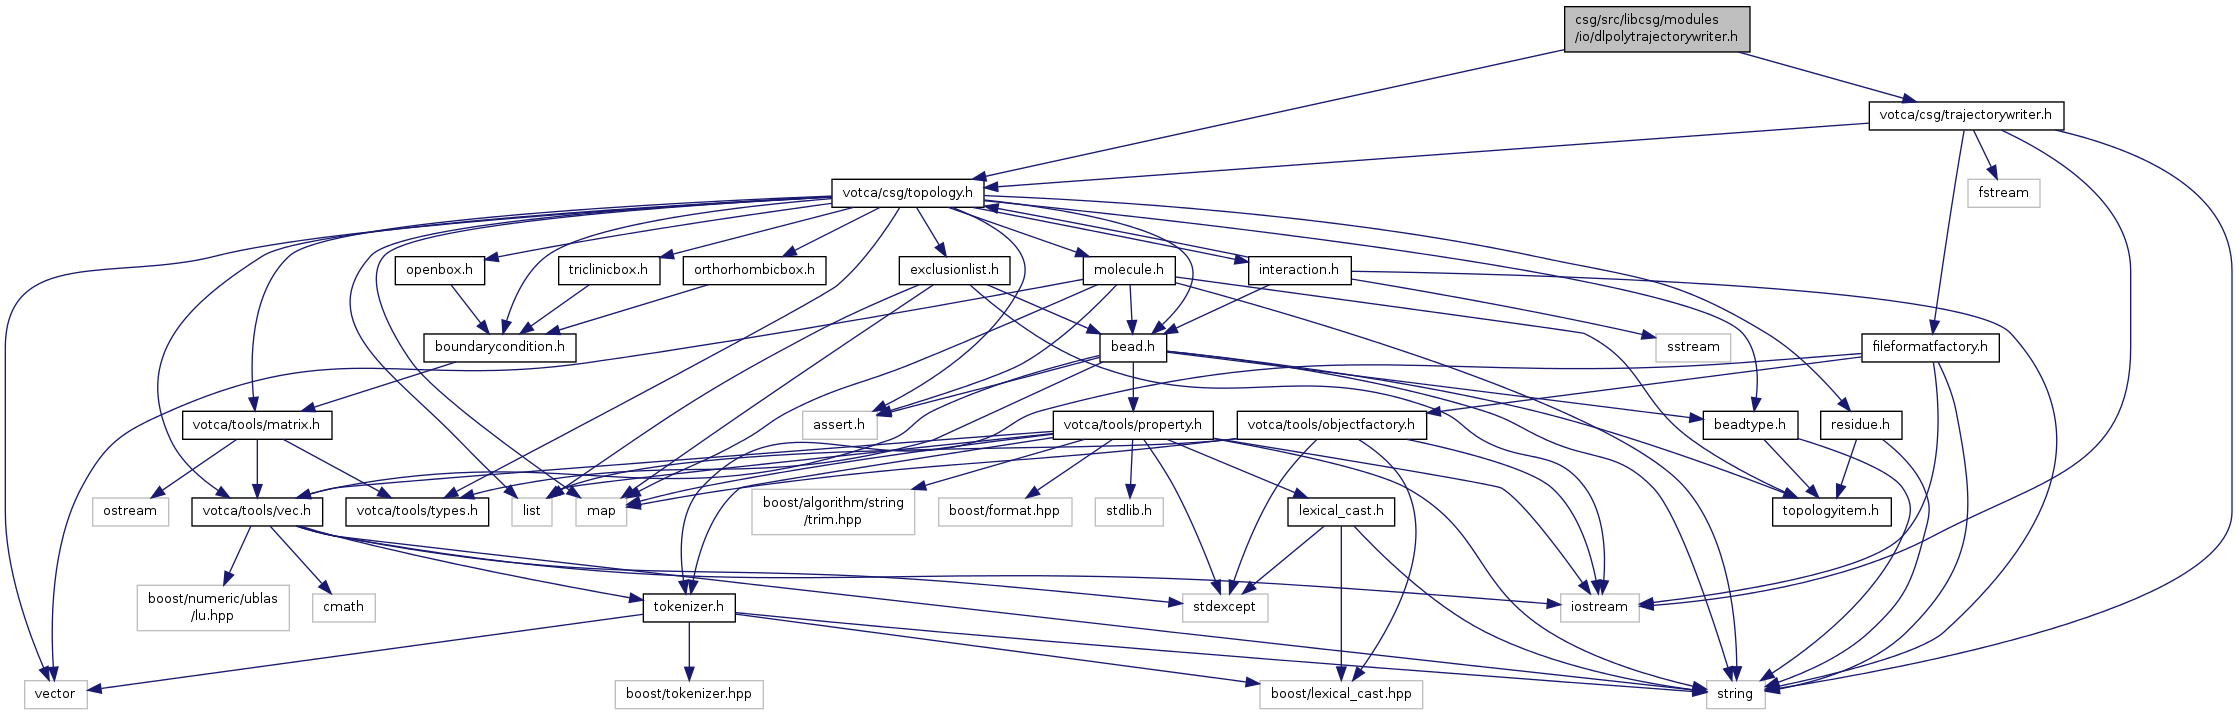 csg/src/libcsg/modules
/io/dlpolytrajectorywriter.h
votca/csg/trajectorywriter.h
votca/csg/topology.h
fstream
openbox.h
triclinicbox.h
orthorhombicbox.h
exclusionlist.h
molecule.h
interaction.h
boundarycondition.h
bead.h
sstream
fileformatfactory.h
votca/tools/matrix.h
assert.h
votca/tools/property.h
votca/tools/objectfactory.h
beadtype.h
residue.h
ostream
votca/tools/vec.h
votca/tools/types.h
list
map
boost/algorithm/string
/trim.hpp
boost/format.hpp
stdlib.h
lexical_cast.h
topologyitem.h
boost/numeric/ublas
/lu.hpp
cmath
tokenizer.h
stdexcept
iostream
vector
boost/tokenizer.hpp
boost/lexical_cast.hpp
string